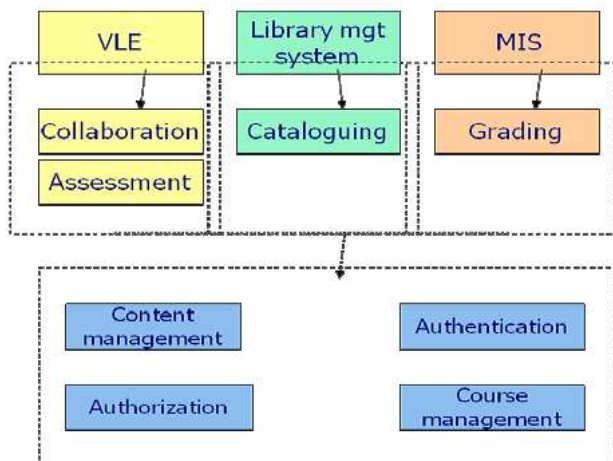 VLE
Library mgt
system
MIS
Collaboration
Cataloguing
Grading
Assessment
Content
management
Authentication
Authorization
Course
management